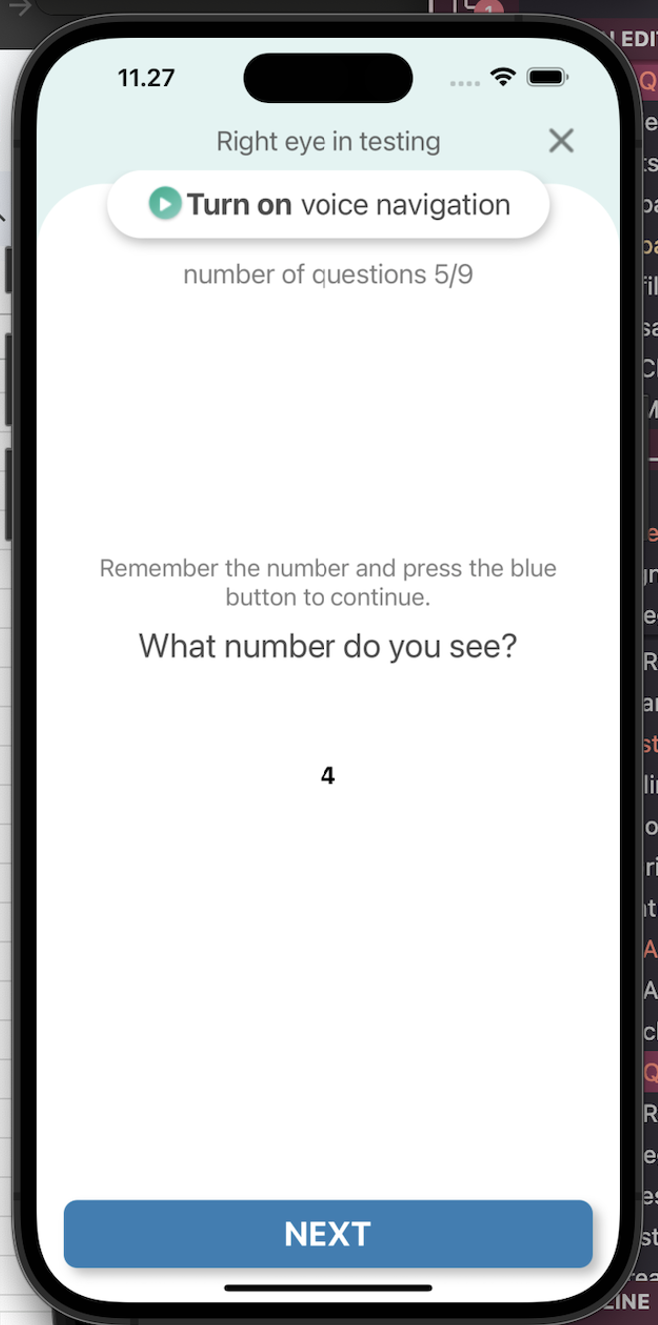 11.27
Right eye in testing
Turn on voice navigation
number of questions 5/9
Remember the number and press the blue
button to continue.
What number do you see?
4
NEXT